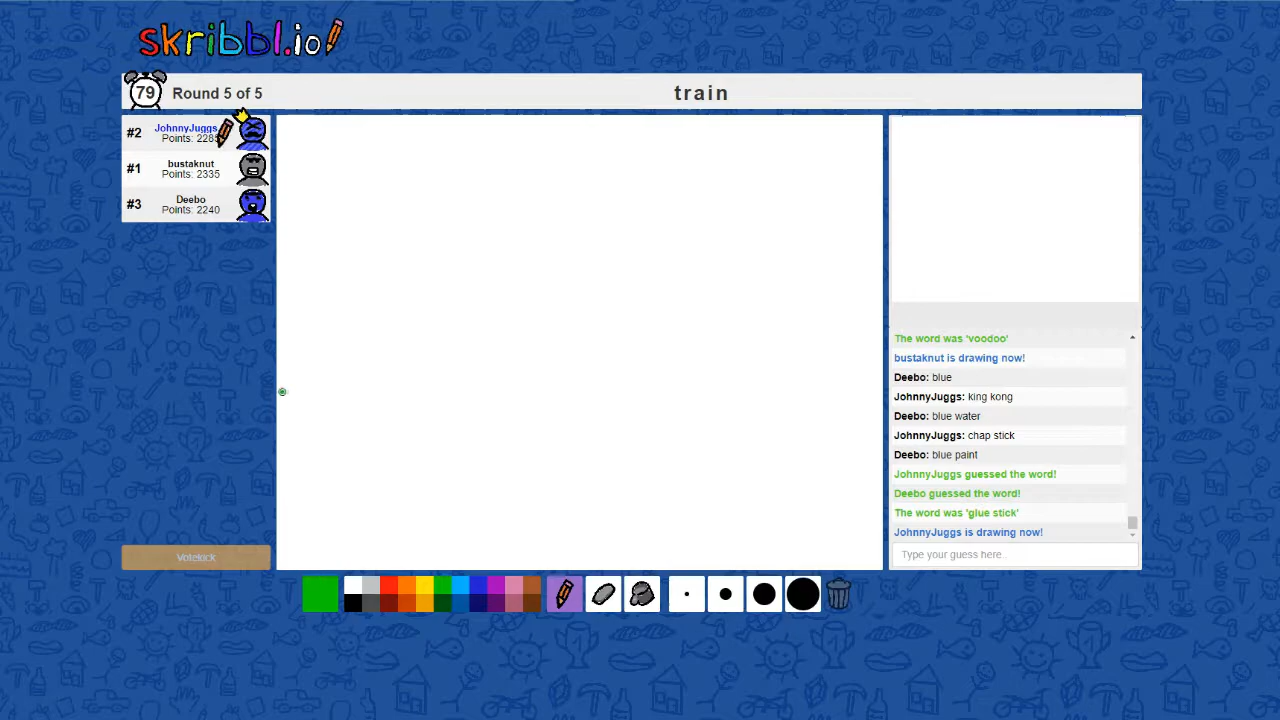 skribbl.io
79
Round 5 of 5
train
#2
JohnnyJuggs
Points: 2285
#1
bustaknut
Points: 2335
#3
Deebo
Points: 2240
The word was 'voodoo'
bustaknut is drawing now!
Deebo: blue
JohnnyJuggs: king kong
Deebo: blue water
JohnnyJuggs: chap stick
Deebo: blue paint
JohnnyJuggs guessed the word!
Deebo guessed the word!
The word was 'glue stick'
JohnnyJuggs is drawing now!
Type your guess here...
Votekick